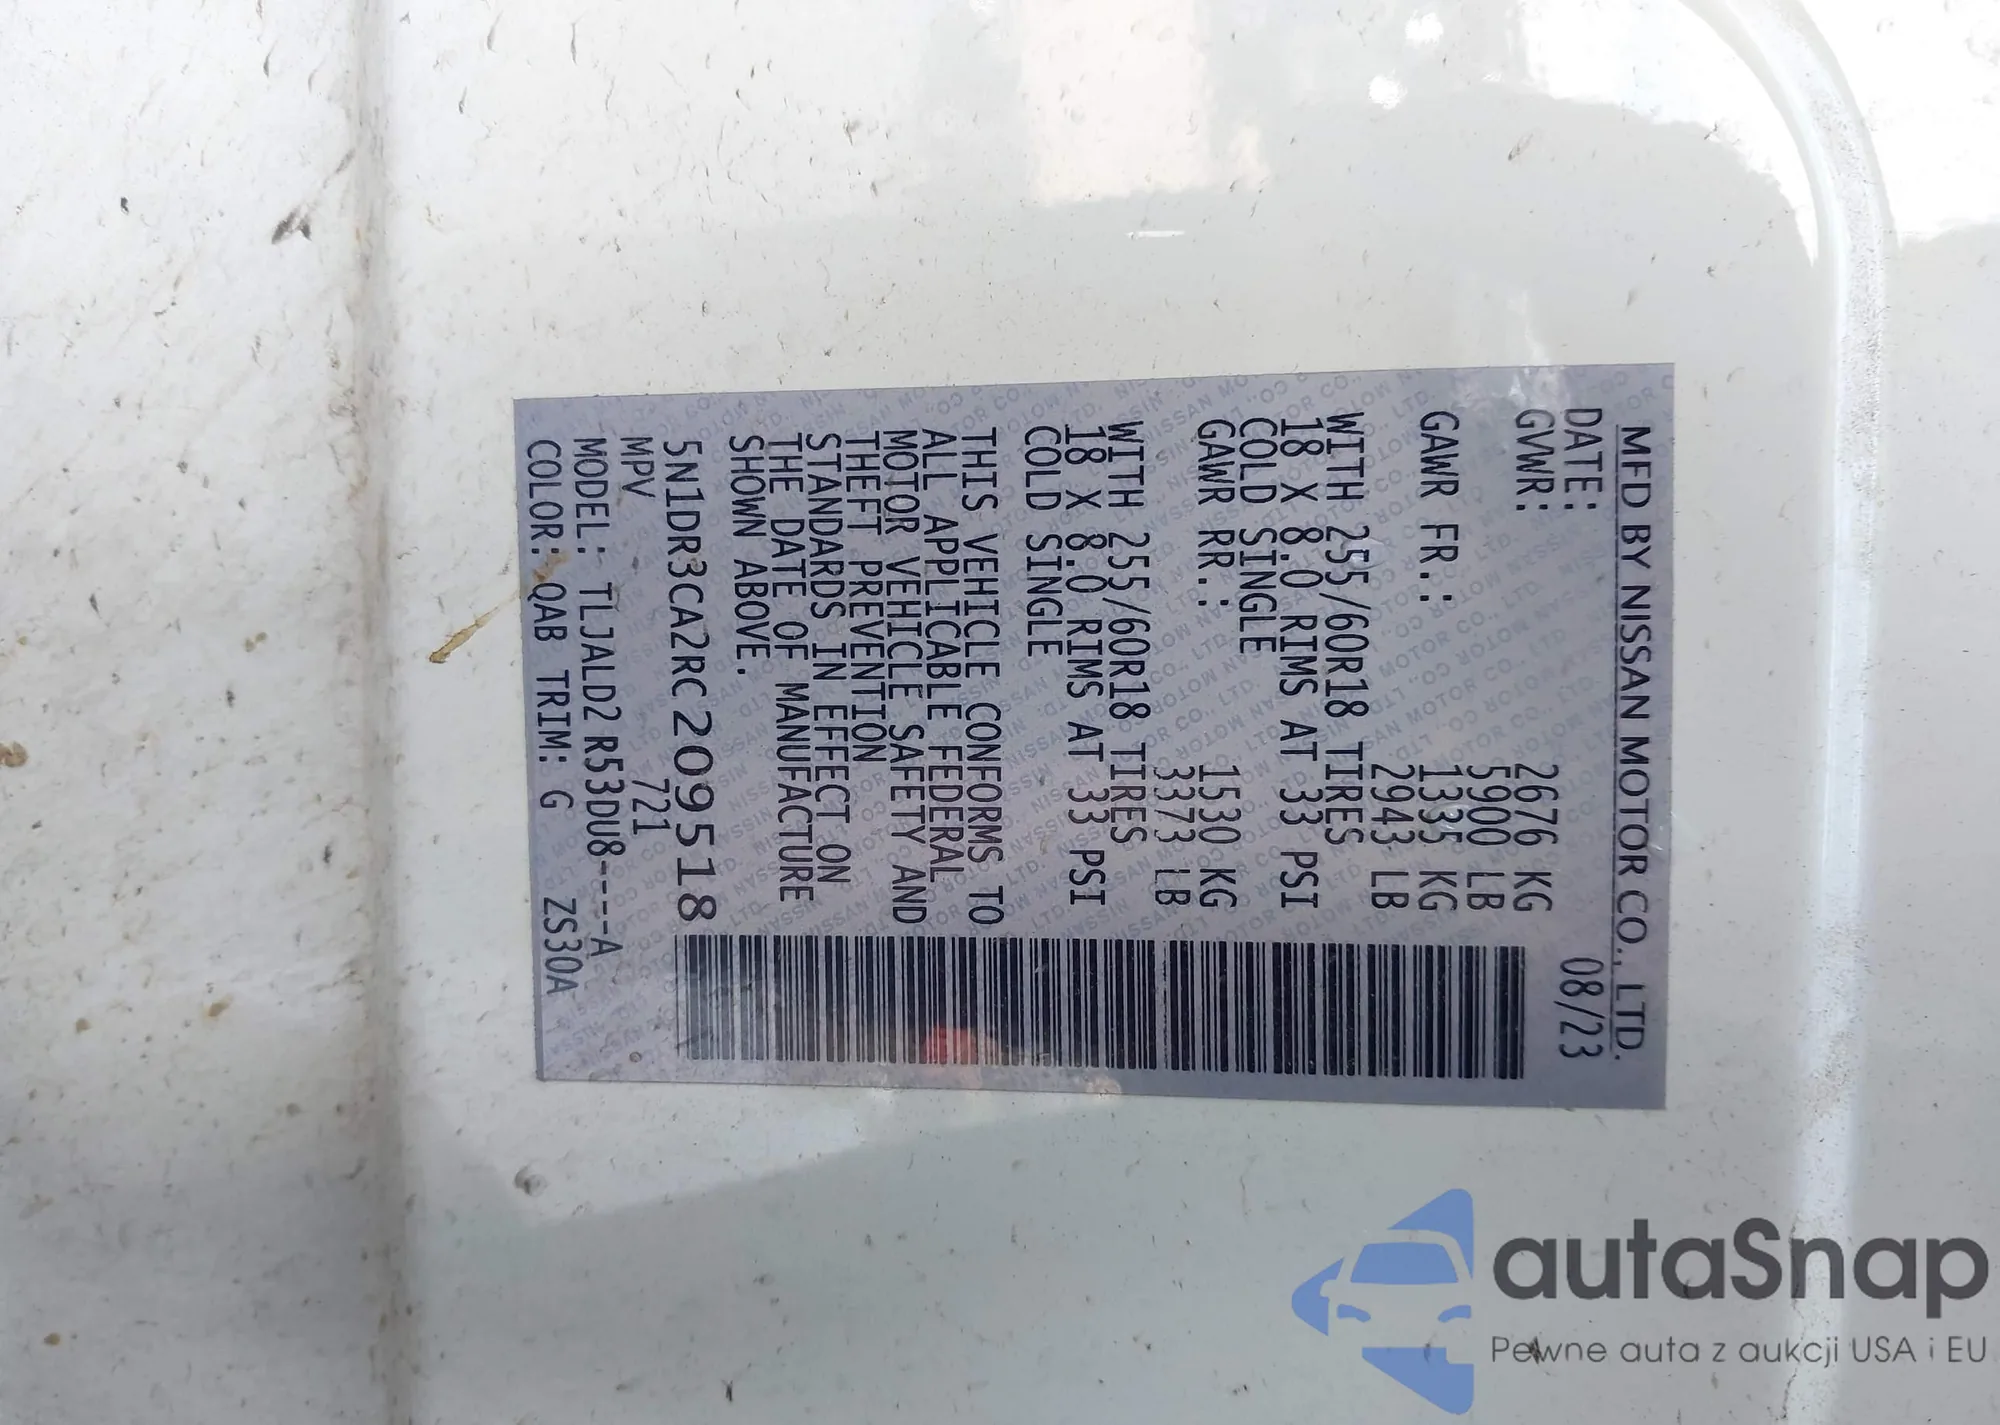 MFD BY NISSAN MOTOR CO., LTD.
DATE: 08/23
GVWR: 2676 KG
5900 LB
GAWR FR.: 1335 KG
2943 LB
WITH 255/60R18 TIRES
18 X 8.0 RIMS AT 33 PSI
COLD SINGLE
GAWR RR.: 1530 KG
3373 LB
WITH 255/60R18 TIRES
18 X 8.0 RIMS AT 33 PSI
COLD SINGLE
THIS VEHICLE CONFORMS TO
ALL APPLICABLE FEDERAL
MOTOR VEHICLE SAFETY AND
THEFT PREVENTION
STANDARDS IN EFFECT ON
THE DATE OF MANUFACTURE
SHOWN ABOVE.
5N1DR3CA2RC209518
MPV 721
MODEL: TLJALD2 R53DU8----A
COLOR: QAB TRIM: G ZS30A
autaSnap
Pewne auta z aukcji USA i EU